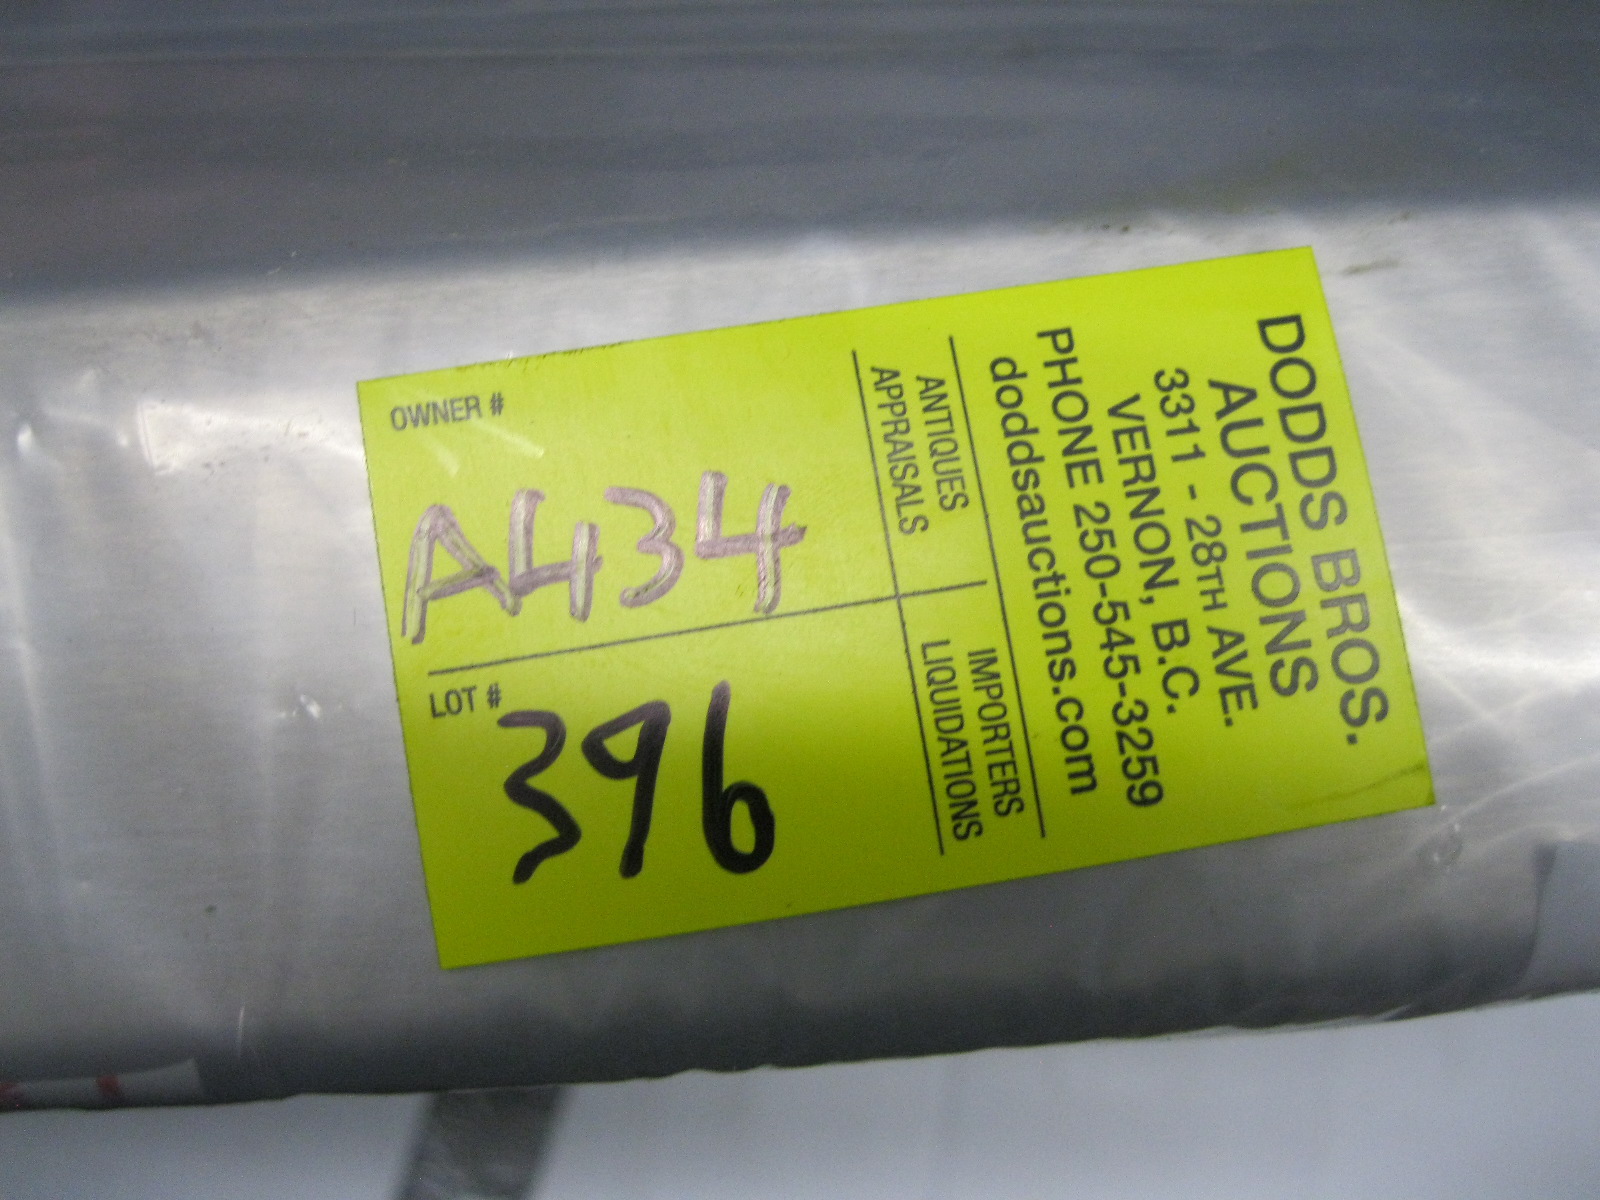 DODDS BROS.
AUCTIONS
3311 - 28TH AVE.
VERNON, B.C.
PHONE 250-545-3259
doddsauctions.com
ANTIQUES
APPRAISALS
IMPORTERS
LIQUIDATIONS
OWNER #
A434
LOT #
396